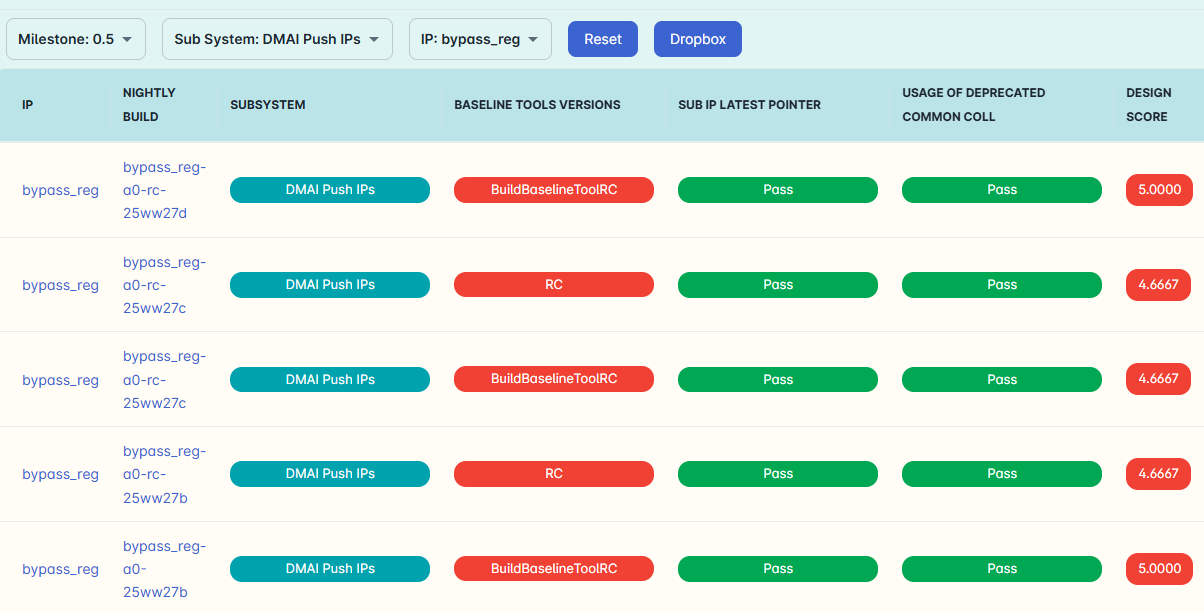 Milestone: 0.5 Sub System: DMAI Push IPs IP: bypass_reg Reset Dropbox
IP NIGHTLY BUILD SUBSYSTEM BASELINE TOOLS VERSIONS SUB IP LATEST POINTER USAGE OF DEPRECATED COMMON COLL DESIGN SCORE
bypass_reg bypass_reg-a0-rc-25ww27d DMAI Push IPs BuildBaselineToolRC Pass Pass 5.0000
bypass_reg bypass_reg-a0-rc-25ww27c DMAI Push IPs RC Pass Pass 4.6667
bypass_reg bypass_reg-a0-rc-25ww27c DMAI Push IPs BuildBaselineToolRC Pass Pass 4.6667
bypass_reg bypass_reg-a0-rc-25ww27b DMAI Push IPs RC Pass Pass 4.6667
bypass_reg bypass_reg-a0-25ww27b DMAI Push IPs BuildBaselineToolRC Pass Pass 5.0000